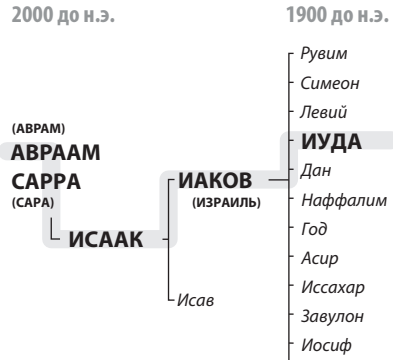 2000 до н.э.
1900 до н.э.
Рувим
Симеон
Левий
(АВРАМ)
АВРААМ
ИУДА
САРРА
ИАКОВ
Дан
(САРА)
(ИЗРАИЛЬ)
Наффалим
Год
ИСААК
Асир
Иссахар
Исав
Завулон
Иосиф